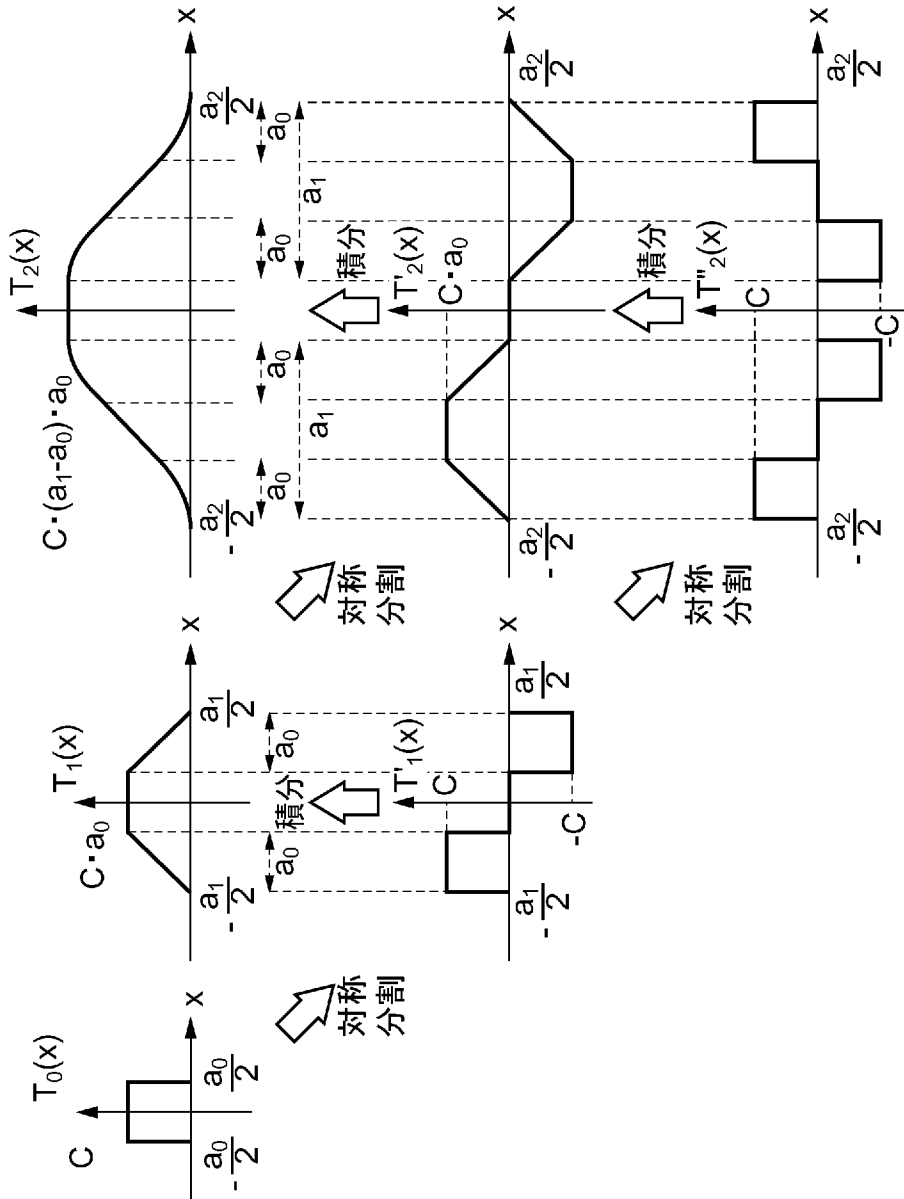 T₀(x)
C
x
-a₀/2
a₀/2
対称
分割
T₁(x)
C・a₀
x
-a₁/2
a₁/2
a₀
a₀
積分
T'₁(x)
C
-C
-a₁/2
a₁/2
x
対称
分割
対称
分割
T₂(x)
C・(a₁-a₀)・a₀
x
-a₂/2
a₂/2
a₀
a₀
a₀
a₀
a₁
a₁
積分
T'₂(x)
C・a₀
-a₂/2
a₂/2
x
積分
T"₂(x)
C
-C
-a₂/2
a₂/2
x